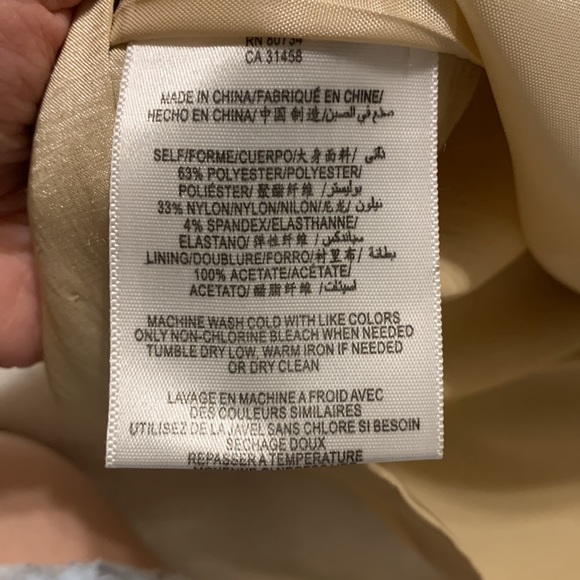 RN 80734
CA 31458
MADE IN CHINA/FABRIQUÉ EN CHINE/
HECHO EN CHINA/中国 制造/صنع في الصين
SELF/FORME/CUERPO/大身面料/ ذاتي
63% POLYESTER/POLYESTER/
POLIÉSTER/ 聚酯纤维 /بوليستر
33% NYLON/NYLON/NILON/尼龙/ نيلون
4% SPANDEX/ELASTHANNE/
ELASTANO/ 弹性纤维 /سباندكس
LINING/DOUBLURE/FORRO/衬里布/ بطانة
100% ACETATE/ACÉTATE/
ACETATO/ 醋酯纤维 /اسيتات
MACHINE WASH COLD WITH LIKE COLORS
ONLY NON-CHLORINE BLEACH WHEN NEEDED
TUMBLE DRY LOW, WARM IRON IF NEEDED
OR DRY CLEAN
LAVAGE EN MACHINE A FROID AVEC
DES COULEURS SIMILAIRES
UTILISEZ DE LA JAVEL SANS CHLORE SI BESOIN
SECHAGE DOUX
REPASSER A TEMPERATURE